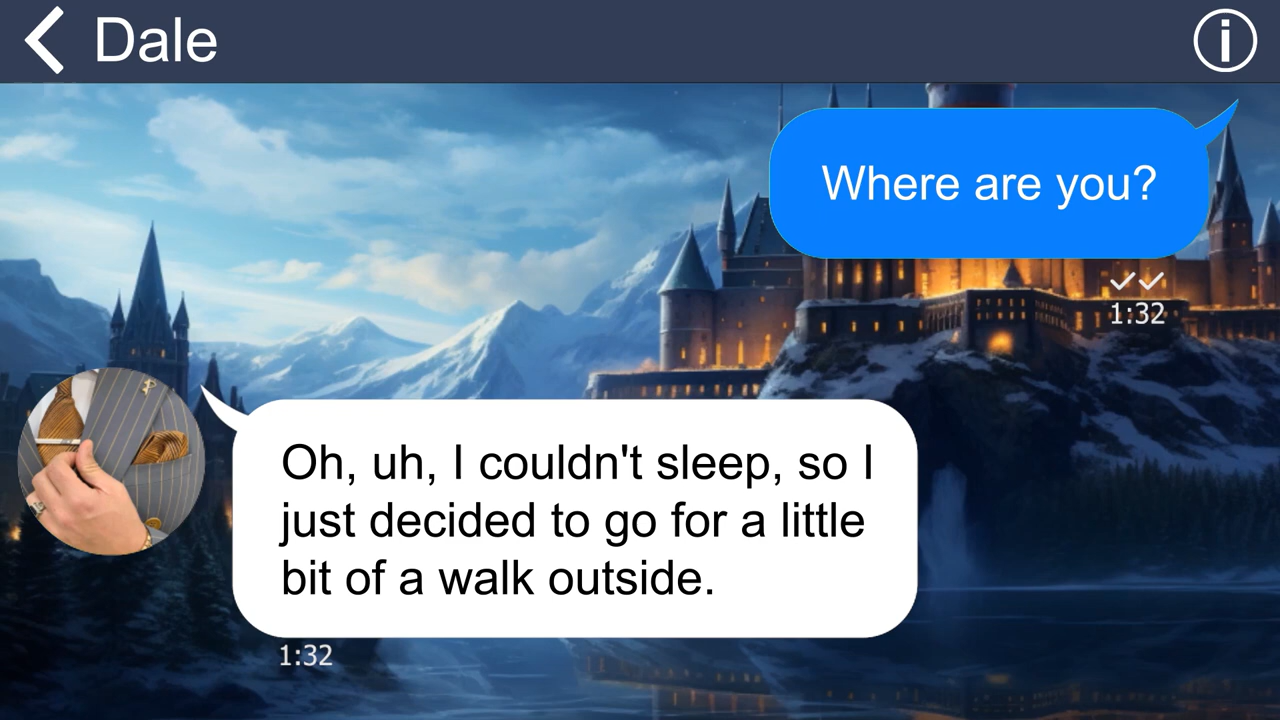 Dale
Where are you?
1:32
Oh, uh, I couldn't sleep, so I
just decided to go for a little
bit of a walk outside.
1:32